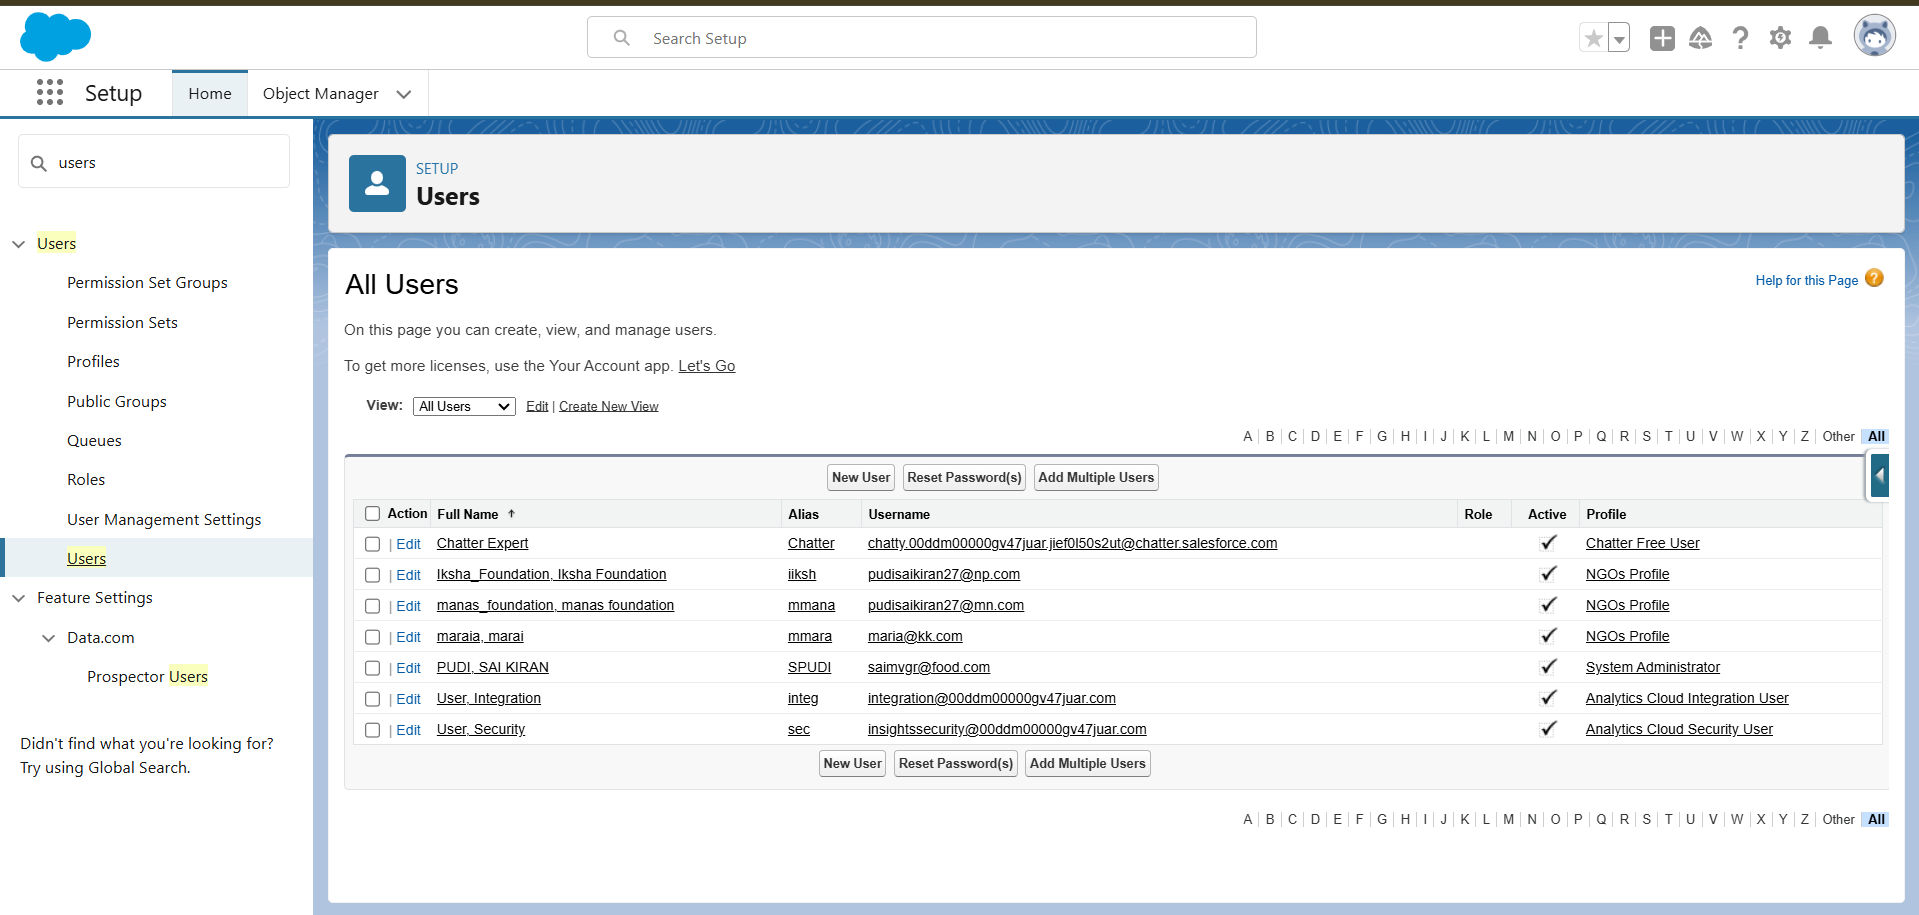 Search Setup
Setup
Home
Object Manager
users
Users
Permission Set Groups
Permission Sets
Profiles
Public Groups
Queues
Roles
User Management Settings
Users
Feature Settings
Data.com
Prospector Users
Didn't find what you're looking for?
Try using Global Search.
SETUP
Users
All Users
Help for this Page ?
On this page you can create, view, and manage users.
To get more licenses, use the Your Account app. Let's Go
View: All Users Edit | Create New View
A | B | C | D | E | F | G | H | I | J | K | L | M | N | O | P | Q | R | S | T | U | V | W | X | Y | Z | Other All
New User Reset Password(s) Add Multiple Users
Action Full Name ↑ Alias Username Role Active Profile
| Edit Chatter Expert Chatter chatty.00ddm00000gv47juar.jief0l50s2ut@chatter.salesforce.com Chatter Free User
| Edit Iksha_Foundation, Iksha Foundation iiksh pudisaikiran27@np.com NGOs Profile
| Edit manas_foundation, manas foundation mmana pudisaikiran27@mn.com NGOs Profile
| Edit maraia, marai mmara maria@kk.com NGOs Profile
| Edit PUDI, SAI KIRAN SPUDI saimvgr@food.com System Administrator
| Edit User, Integration integ integration@00ddm00000gv47juar.com Analytics Cloud Integration User
| Edit User, Security sec insightssecurity@00ddm00000gv47juar.com Analytics Cloud Security User
New User Reset Password(s) Add Multiple Users
A | B | C | D | E | F | G | H | I | J | K | L | M | N | O | P | Q | R | S | T | U | V | W | X | Y | Z | Other All